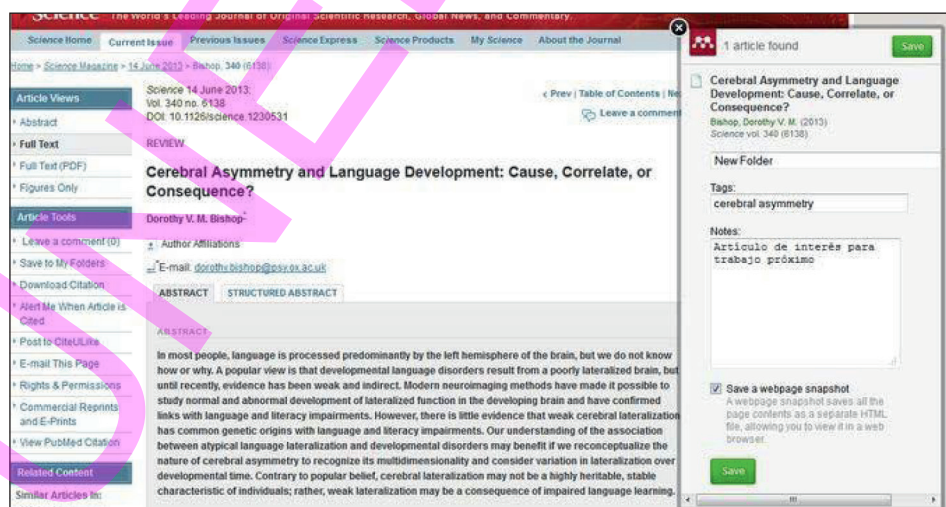 Science The World's Leading Journal of Original Scientific Research, Global News, and Commentary.
Science Home Current Issue Previous Issues Science Express Science Products My Science About the Journal
Home > Science Magazine > 14 June 2013 > Bishop, 340 (6138)
Article Views
Abstract
Full Text
Full Text (PDF)
Figures Only
Article Tools
Leave a comment (0)
Save to My Folders
Download Citation
Alert Me When Article is
Cited
Post to CiteULike
E-mail This Page
Rights & Permissions
Commercial Reprints
and E-Prints
View PubMed Citation
Related Content
Similar Articles In:
Science 14 June 2013:
Vol. 340 no. 6138
DOI: 10.1126/science.1230531
< Prev | Table of Contents |
Leave a comment
REVIEW
Cerebral Asymmetry and Language Development: Cause, Correlate, or
Consequence?
Dorothy V. M. Bishop*
+ Author Affiliations
*E-mail: dorothy.bishop@psy.ox.ac.uk
ABSTRACT STRUCTURED ABSTRACT
ABSTRACT
In most people, language is processed predominantly by the left hemisphere of the brain, but we do not know
how or why. A popular view is that developmental language disorders result from a poorly lateralized brain, but
until recently, evidence has been weak and indirect. Modern neuroimaging methods have made it possible to
study normal and abnormal development of lateralized function in the developing brain and have confirmed
links with language and literacy impairments. However, there is little evidence that weak cerebral lateralization
has common genetic origins with language and literacy impairments. Our understanding of the association
between atypical language lateralization and developmental disorders may benefit if we reconceptualize the
nature of cerebral asymmetry to recognize its multidimensionality and consider variation in lateralization over
developmental time. Contrary to popular belief, cerebral lateralization may not be a highly heritable, stable
characteristic of individuals; rather, weak lateralization may be a consequence of impaired language learning.
1 article found Save
Cerebral Asymmetry and Language
Development: Cause, Correlate, or
Consequence?
Bishop, Dorothy V. M. (2013)
Science vol. 340 (6138)
New Folder
Tags:
cerebral asymmetry
Notes:
Artículo de interés para
trabajo próximo
Save a webpage snapshot
A webpage snapshot saves all the
page contents as a separate HTML
file, allowing you to view it in a web
browser.
Save